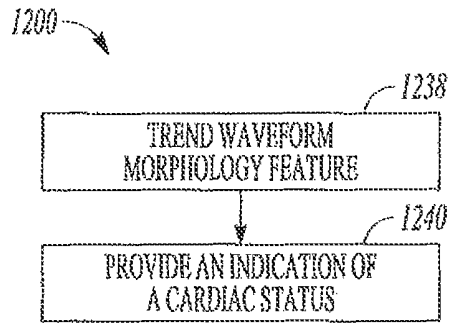 1200
1238
TREND WAVEFORM
MORPHOLOGY FEATURE
1240
PROVIDE AN INDICATION OF
A CARDIAC STATUS